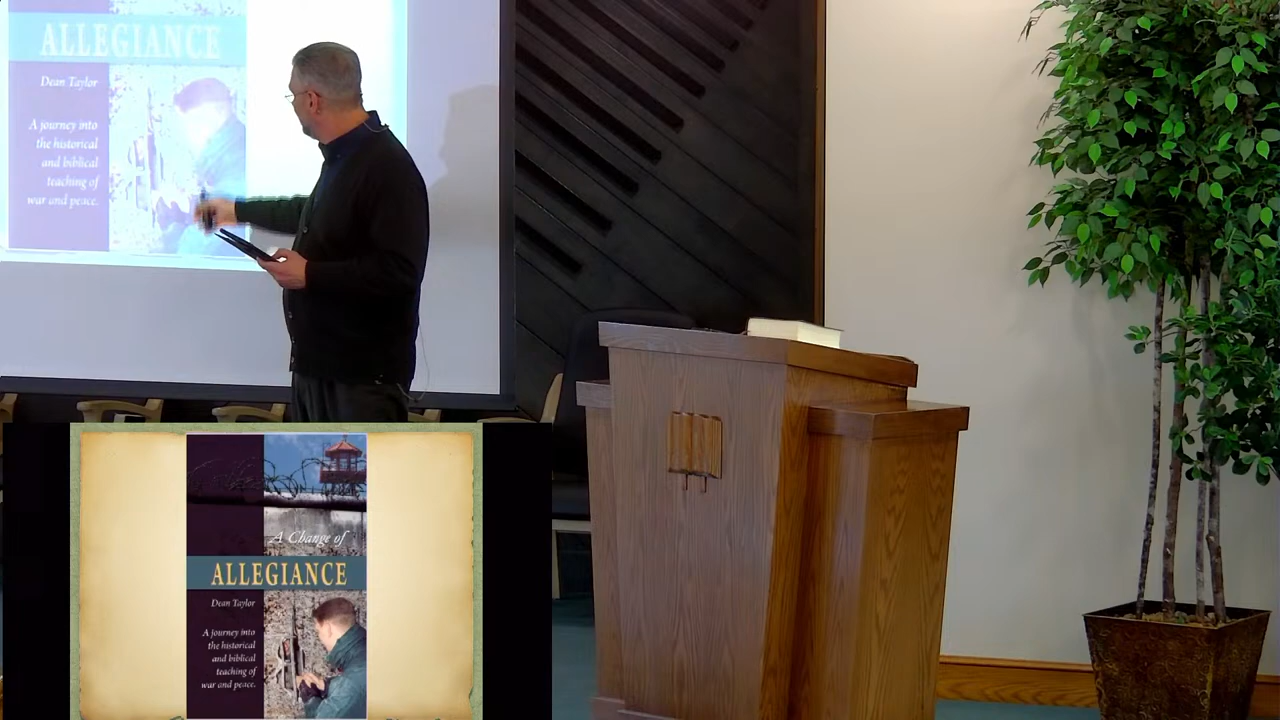 ALLEGIANCE
Dean Taylor
A journey into
the historical
and biblical
teaching of
war and peace.
A Change of
ALLEGIANCE
Dean Taylor
A journey into
the historical
and biblical
teaching of
war and peace.